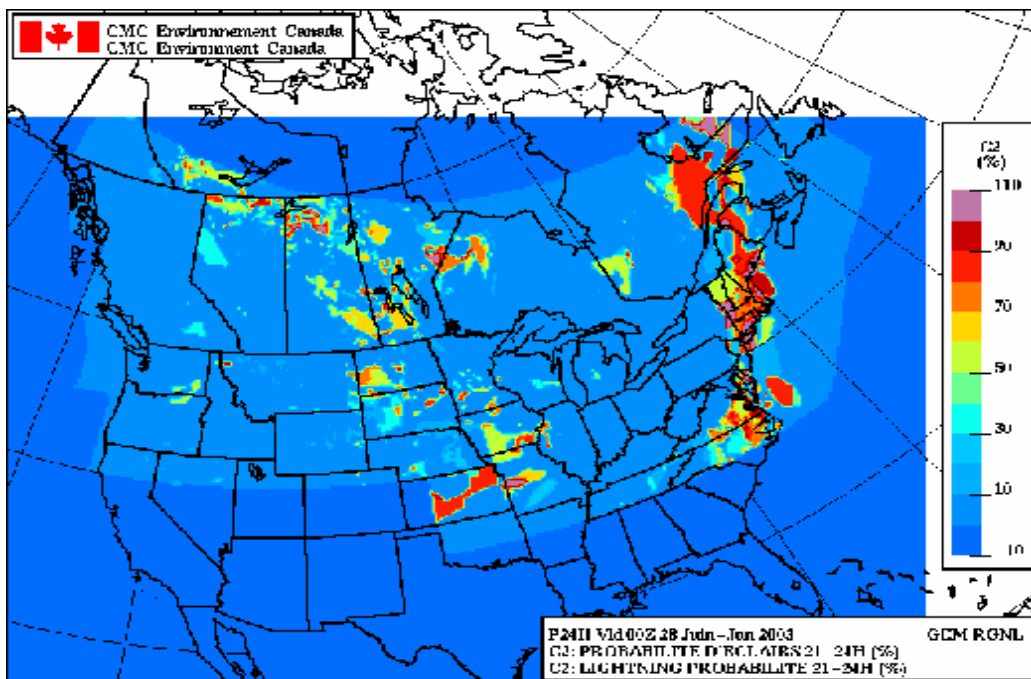 CMC Environnement Canada
CMC Environment Canada
C2
(%)
110
90
70
50
30
10
-10
P24H Vld 00Z 28 Juin-Jun 2003 GEM RGNL
C2: PROBABILITE D'ECLAIRS 21-24H (%)
C2: LIGHTNING PROBABILITE 21-24H (%)